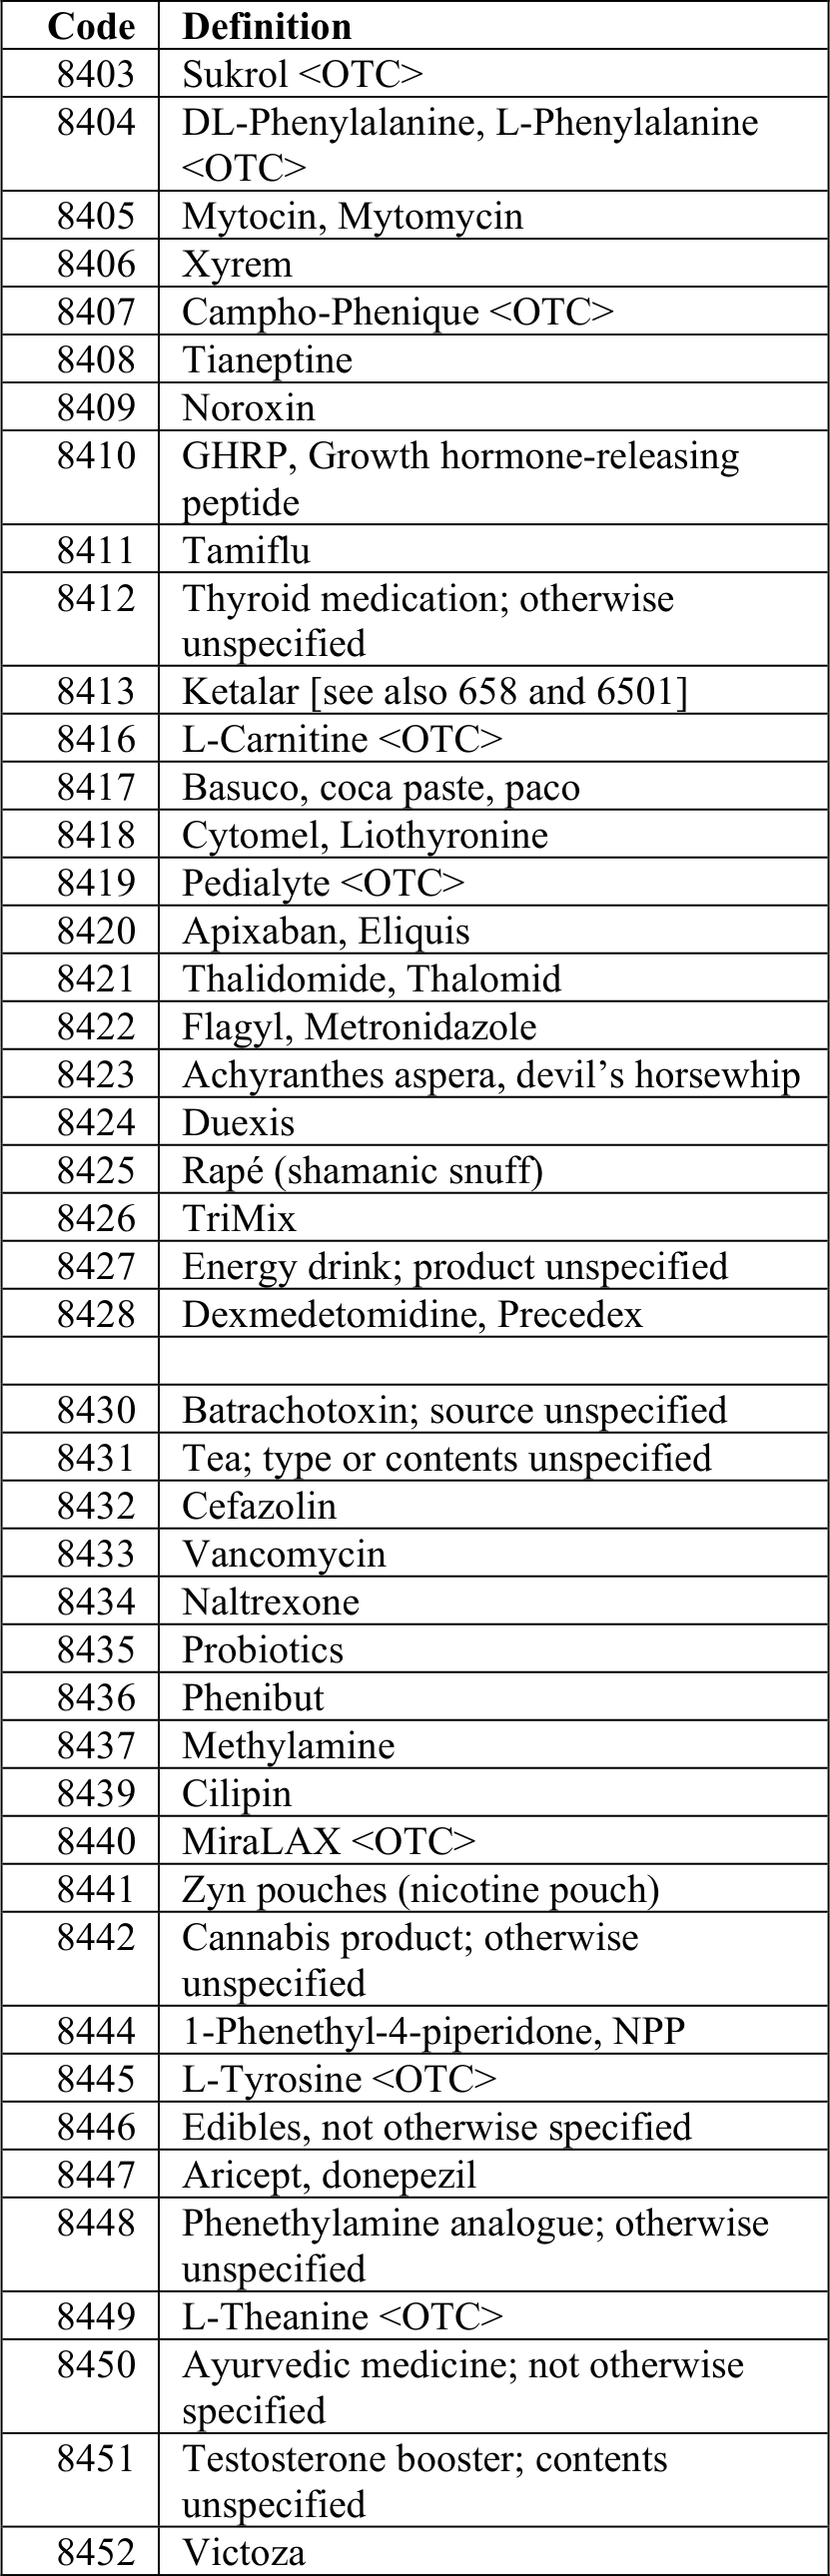 Code Definition
8403 Sukrol <OTC>
8404 DL-Phenylalanine, L-Phenylalanine
<OTC>
8405 Mytocin, Mytomycin
8406 Xyrem
8407 Campho-Phenique <OTC>
8408 Tianeptine
8409 Noroxin
8410 GHRP, Growth hormone-releasing
peptide
8411 Tamiflu
8412 Thyroid medication; otherwise
unspecified
8413 Ketalar [see also 658 and 6501]
8416 L-Carnitine <OTC>
8417 Basuco, coca paste, paco
8418 Cytomel, Liothyronine
8419 Pedialyte <OTC>
8420 Apixaban, Eliquis
8421 Thalidomide, Thalomid
8422 Flagyl, Metronidazole
8423 Achyranthes aspera, devil’s horsewhip
8424 Duexis
8425 Rapé (shamanic snuff)
8426 TriMix
8427 Energy drink; product unspecified
8428 Dexmedetomidine, Precedex
8430 Batrachotoxin; source unspecified
8431 Tea; type or contents unspecified
8432 Cefazolin
8433 Vancomycin
8434 Naltrexone
8435 Probiotics
8436 Phenibut
8437 Methylamine
8439 Cilipin
8440 MiraLAX <OTC>
8441 Zyn pouches (nicotine pouch)
8442 Cannabis product; otherwise
unspecified
8444 1-Phenethyl-4-piperidone, NPP
8445 L-Tyrosine <OTC>
8446 Edibles, not otherwise specified
8447 Aricept, donepezil
8448 Phenethylamine analogue; otherwise
unspecified
8449 L-Theanine <OTC>
8450 Ayurvedic medicine; not otherwise
specified
8451 Testosterone booster; contents
unspecified
8452 Victoza